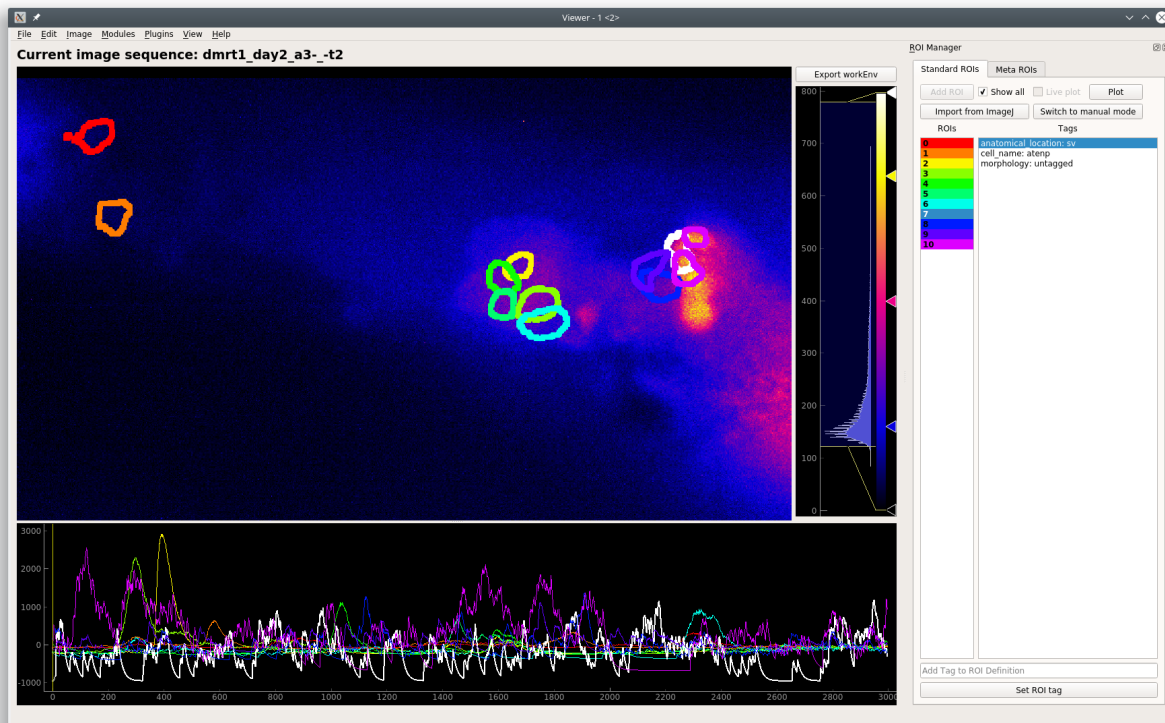 Viewer - 1 <2>
File Edit Image Modules Plugins View Help
Current image sequence: dmrt1_day2_a3-_-t2
Export workEnv
800
700
600
500
400
300
200
100
0
3000
2000
1000
0
-1000
0 200 400 600 800 1000 1200 1400 1600 1800 2000 2200 2400 2600 2800 3000
ROI Manager
Standard ROIs Meta ROIs
Add ROI Show all Live plot Plot
Import from ImageJ Switch to manual mode
ROIs Tags
0 anatomical_location: sv
1 cell_name: atenp
2 morphology: untagged
3
4
5
6
7
8
9
10
Add Tag to ROI Definition
Set ROI tag